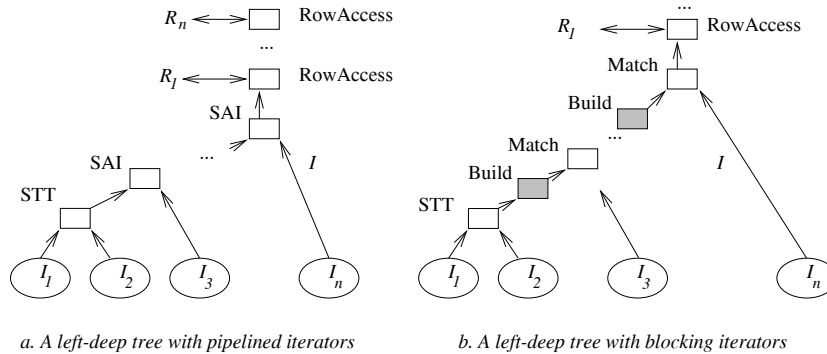 R_n RowAccess
...
R_1 RowAccess
SAI
...
I
SAI
STT
I_1 I_2 I_3 I_n
a. A left-deep tree with pipelined iterators
...
R_1 RowAccess
Match
Build
...
Match
I
Build
STT
I_1 I_2 I_3 I_n
b. A left-deep tree with blocking iterators